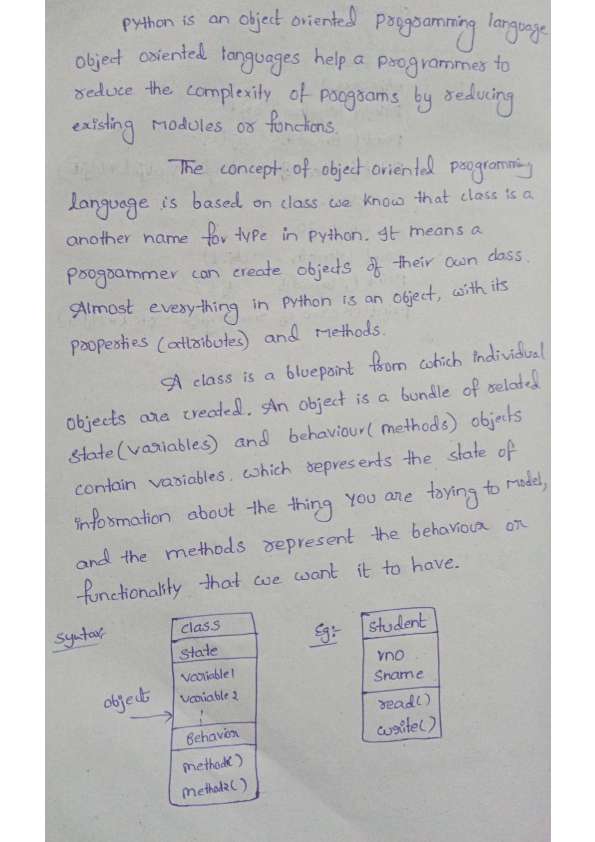 Python is an object oriented programming language
object oriented languages help a programmer to
reduce the complexity of programs by reducing
existing modules or functions.
The concept of object oriented programming
language is based on class we know that class is a
another name for type in python. It means a
programmer can create objects of their own class.
Almost everything in python is an object, with its
properties (attributes) and methods.
A class is a blueprint from which individual
objects are created. An object is a bundle of related
state (variables) and behaviour (methods) objects
contain variables. which represents the state of
information about the thing you are trying to model,
and the methods represent the behaviour or
functionality that we want it to have.
Syntax
object
class
state
variable1
variable2
Behavior
method1()
method2()
Eg:-
student
rno
Sname
read()
write()